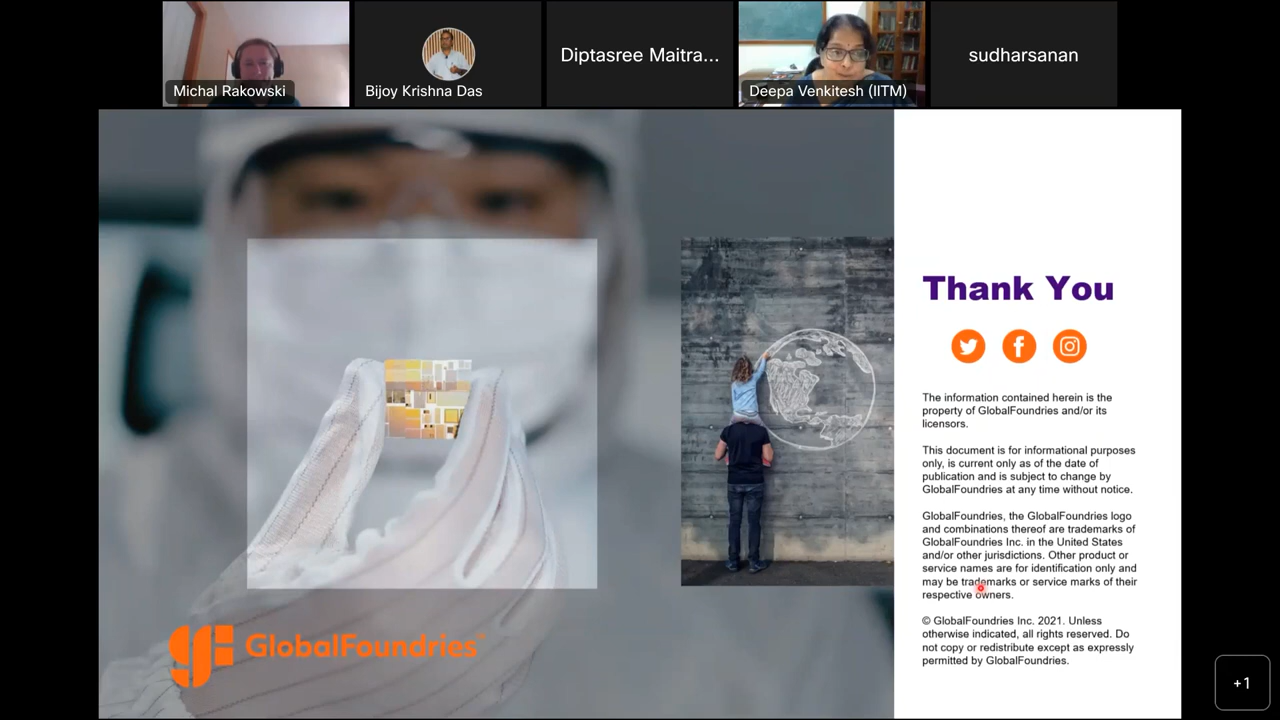 Michal Rakowski
Bijoy Krishna Das
Diptasree Maitra...
Deepa Venkitesh (IITM)
sudharsanan
Thank You
The information contained herein is the
property of GlobalFoundries and/or its
licensors.
This document is for informational purposes
only, is current only as of the date of
publication and is subject to change by
GlobalFoundries at any time without notice.
GlobalFoundries, the GlobalFoundries logo
and combinations thereof are trademarks of
GlobalFoundries Inc. in the United States
and/or other jurisdictions. Other product or
service names are for identification only and
may be trademarks or service marks of their
respective owners.
© GlobalFoundries Inc. 2021. Unless
otherwise indicated, all rights reserved. Do
not copy or redistribute except as expressly
permitted by GlobalFoundries.
GlobalFoundries™
+1